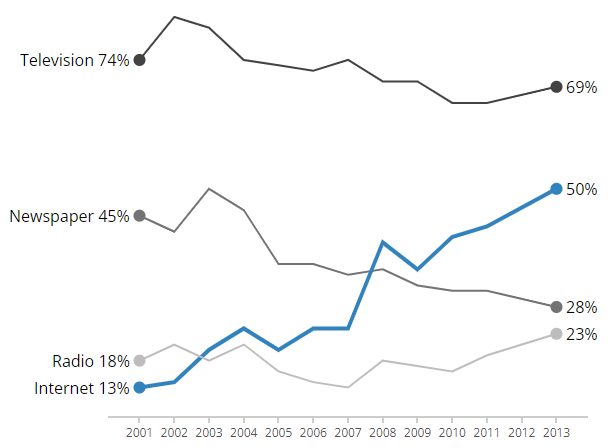 Television 74%
69%
50%
Newspaper 45%
28%
23%
Radio 18%
Internet 13%
2001 2002 2003 2004 2005 2006 2007 2008 2009 2010 2011 2012 2013